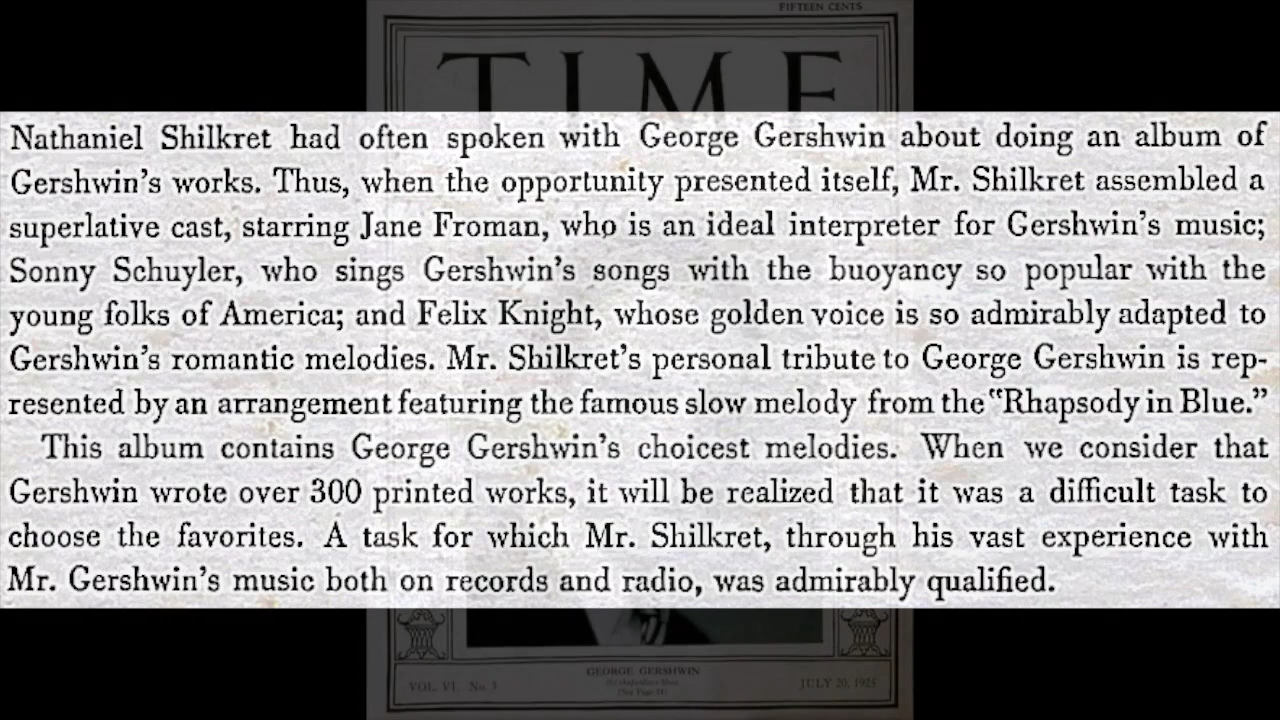 FIFTEEN CENTS
TIME
Nathaniel Shilkret had often spoken with George Gershwin about doing an album of
Gershwin's works. Thus, when the opportunity presented itself, Mr. Shilkret assembled a
superlative cast, starring Jane Froman, who is an ideal interpreter for Gershwin's music;
Sonny Schuyler, who sings Gershwin's songs with the buoyancy so popular with the
young folks of America; and Felix Knight, whose golden voice is so admirably adapted to
Gershwin's romantic melodies. Mr. Shilkret's personal tribute to George Gershwin is rep-
resented by an arrangement featuring the famous slow melody from the "Rhapsody in Blue."
This album contains George Gershwin's choicest melodies. When we consider that
Gershwin wrote over 300 printed works, it will be realized that it was a difficult task to
choose the favorites. A task for which Mr. Shilkret, through his vast experience with
Mr. Gershwin's music both on records and radio, was admirably qualified.
GEORGE GERSHWIN
VOL. VI. No. 3
JULY 20, 1925